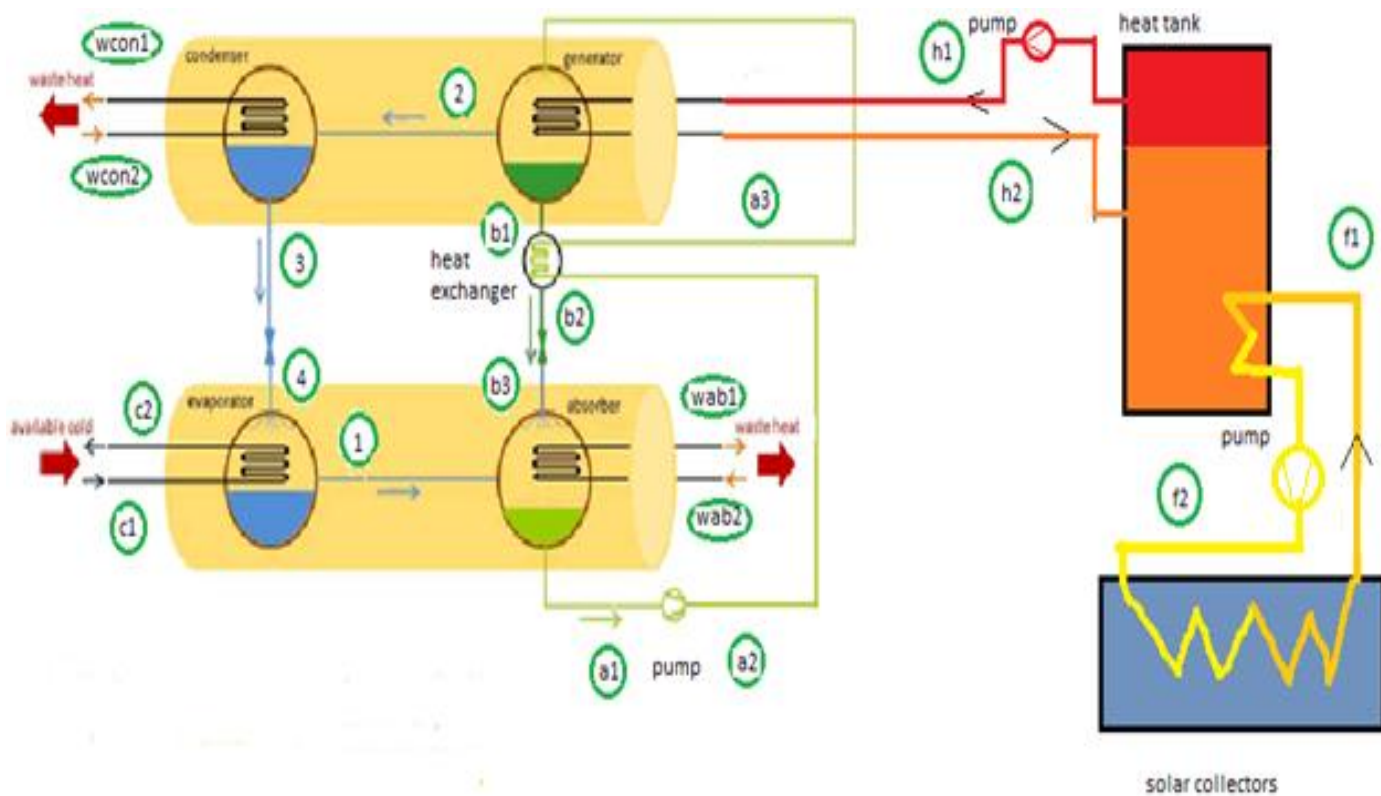 wcon1
condenser
generator
h1
pump
heat tank
waste heat
2
wcon2
h2
a3
f1
b1
3
heat
exchanger
b2
4
b3
wab1
c2
evaporator
absorber
available cold
1
waste heat
pump
c1
wab2
f2
a1
pump
a2
solar collectors